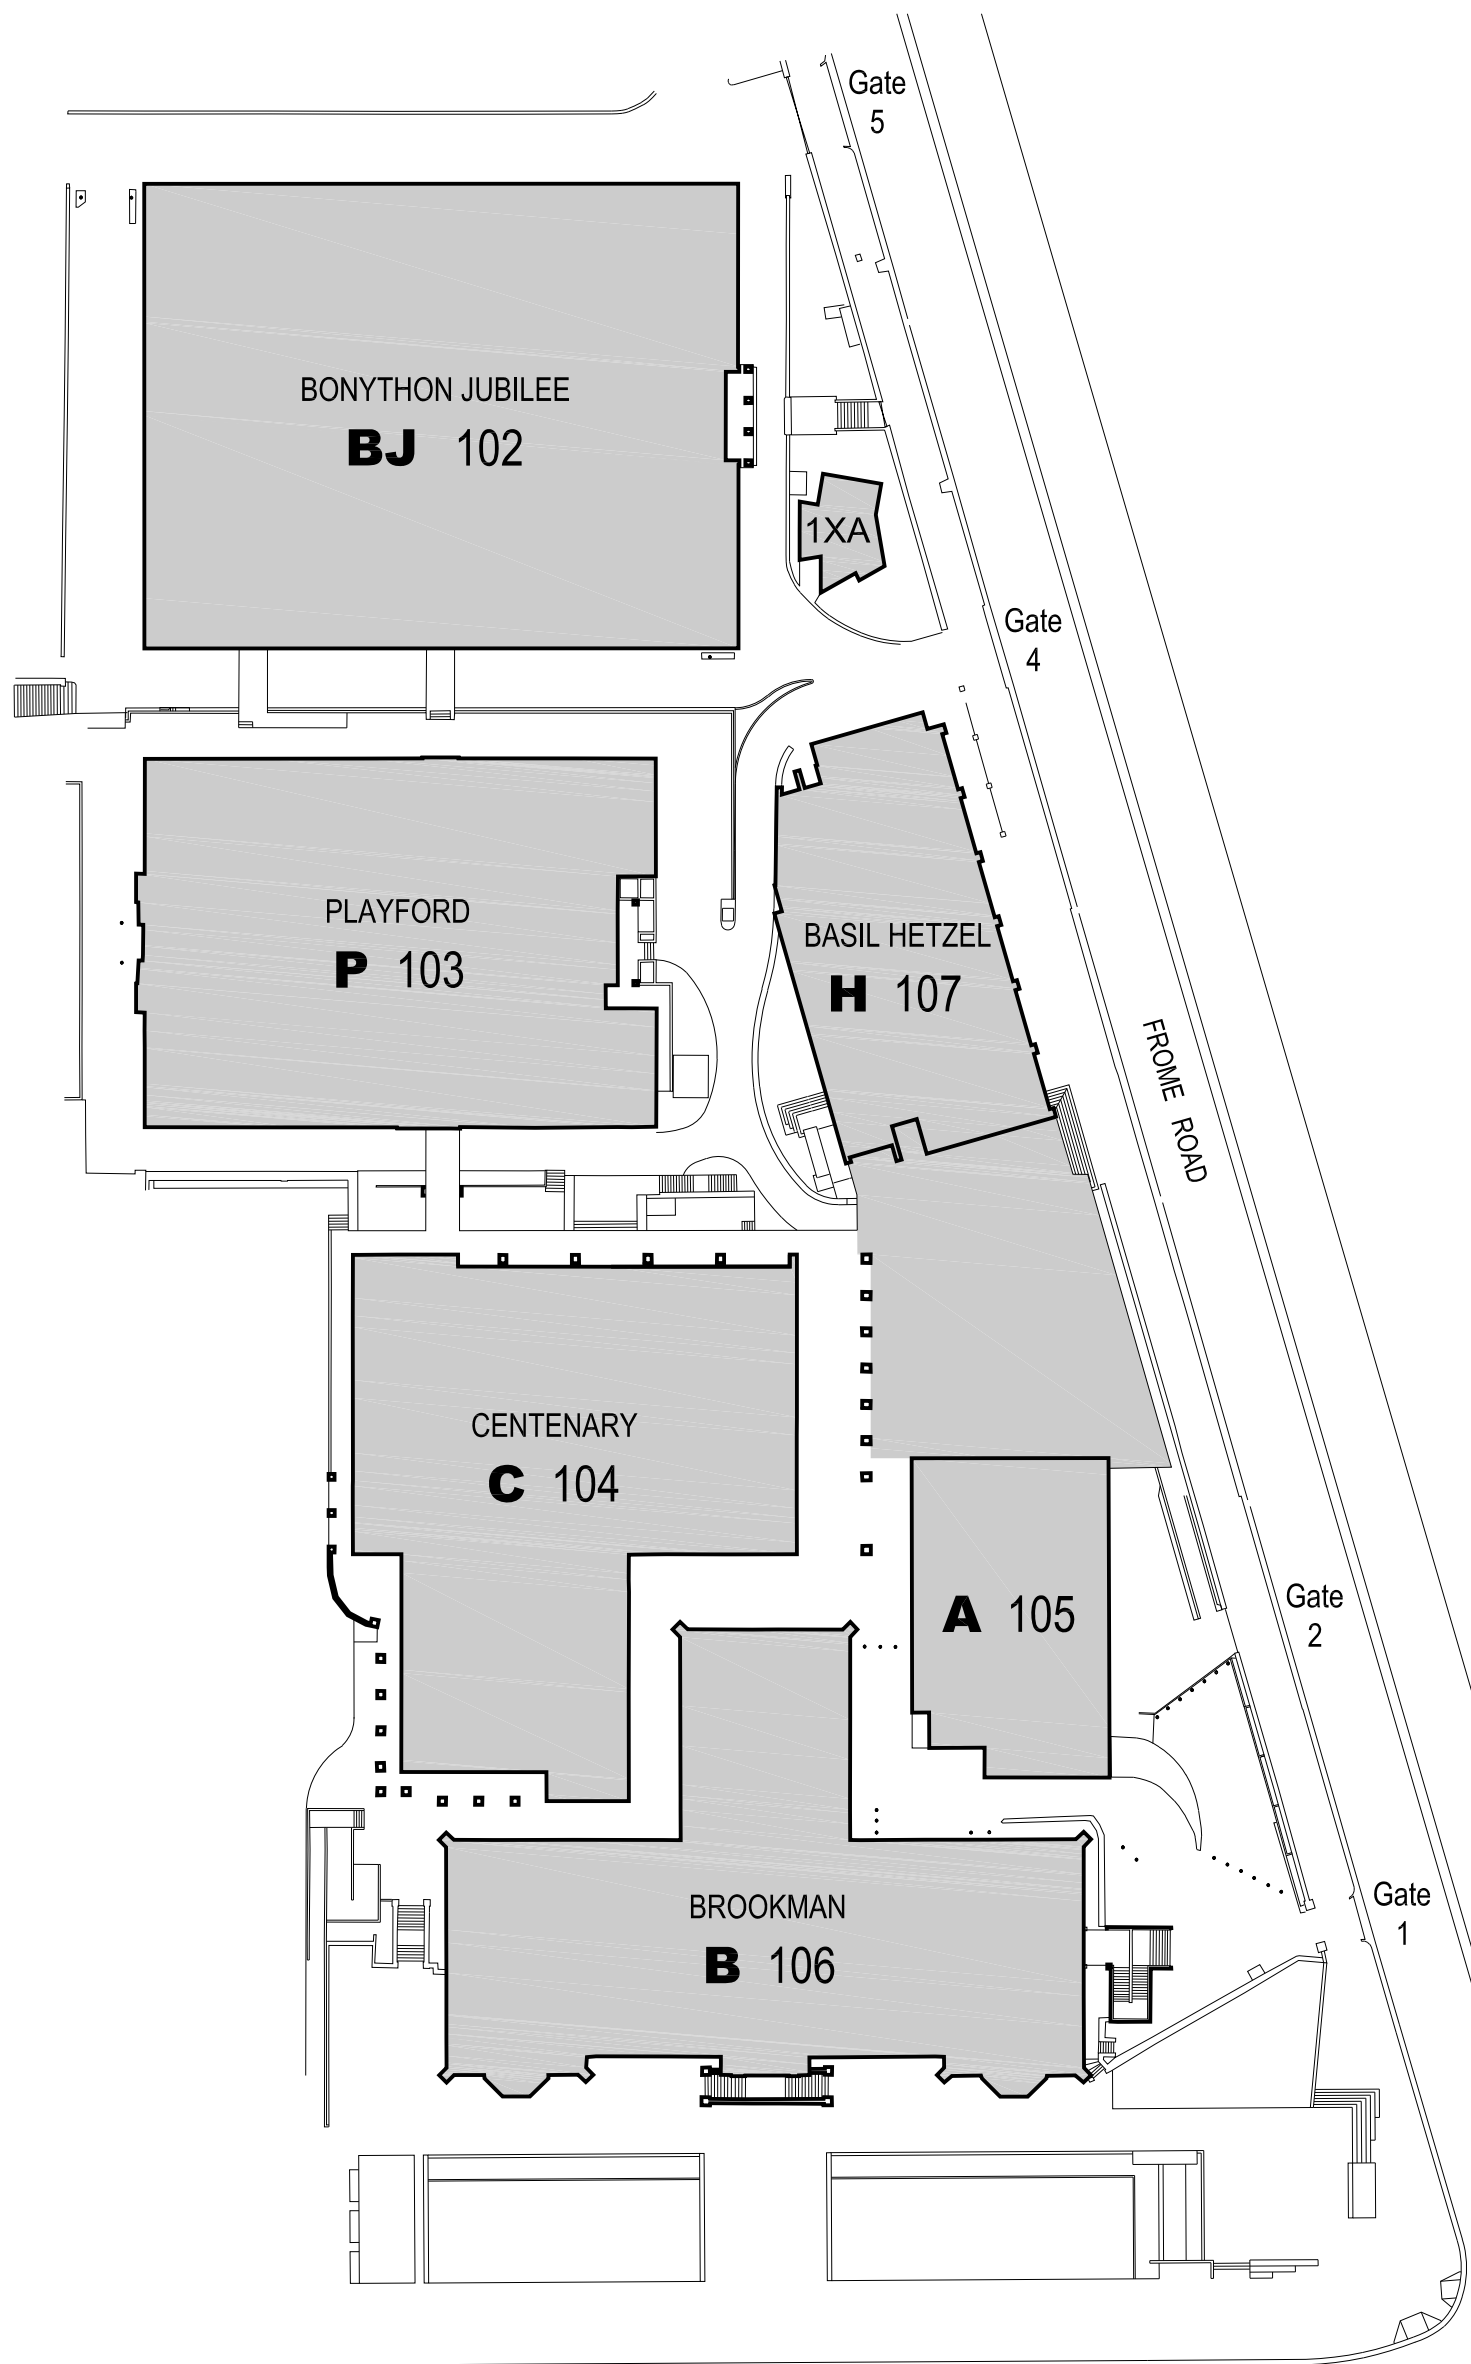 Gate
5
BONYTHON JUBILEE
BJ 102
1XA
Gate
4
PLAYFORD
P 103
BASIL HETZEL
H 107
FROME ROAD
CENTENARY
C 104
A 105
Gate
2
BROOKMAN
B 106
Gate
1